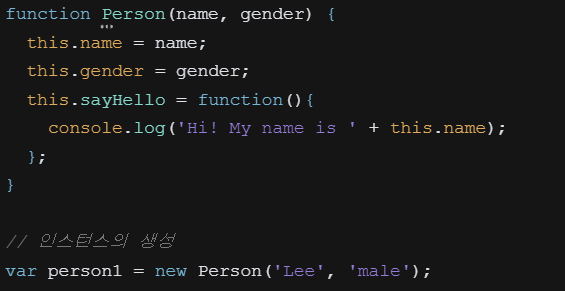 function Person(name, gender) {
  this.name = name;
  this.gender = gender;
  this.sayHello = function(){
    console.log('Hi! My name is ' + this.name);
  };
}
// 인스턴스의 생성
var person1 = new Person('Lee', 'male');